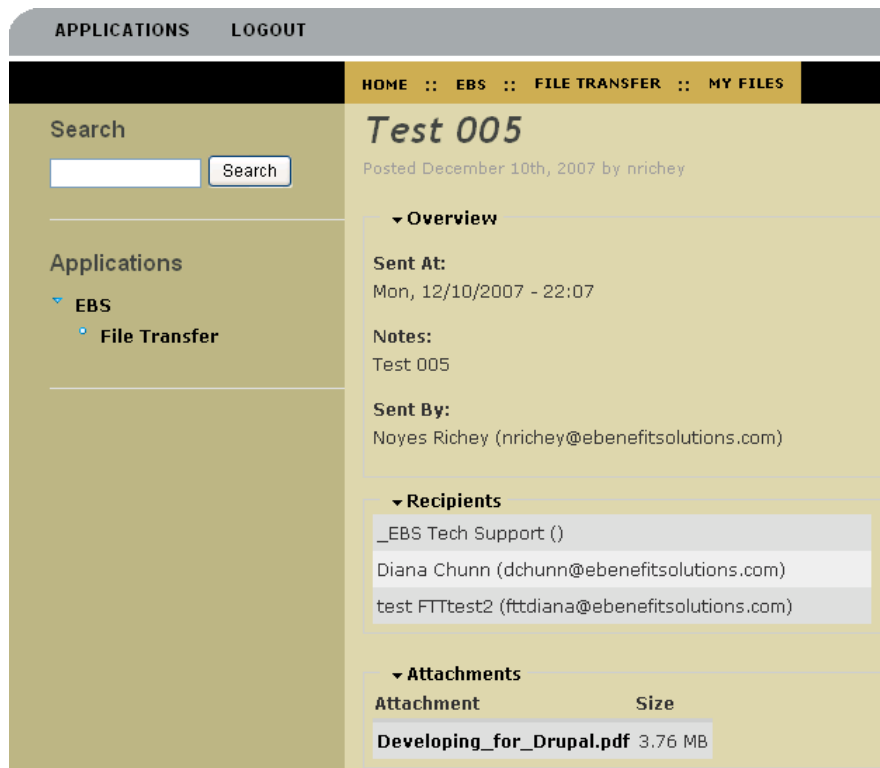 APPLICATIONS LOGOUT
HOME :: EBS :: FILE TRANSFER :: MY FILES
Search
Search
Applications
EBS
File Transfer
Test 005
Posted December 10th, 2007 by nrichey
Overview
Sent At:
Mon, 12/10/2007 - 22:07
Notes:
Test 005
Sent By:
Noyes Richey (nrichey@ebenefitsolutions.com)
Recipients
_EBS Tech Support ()
Diana Chunn (dchunn@ebenefitsolutions.com)
test FTTtest2 (fttdiana@ebenefitsolutions.com)
Attachments
Attachment Size
Developing_for_Drupal.pdf 3.76 MB